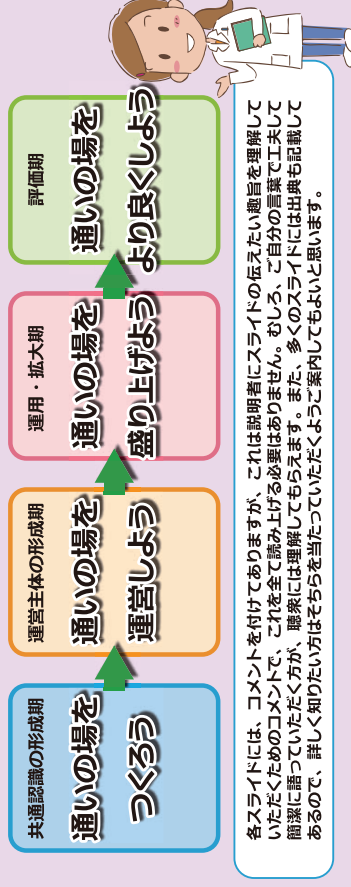 共通認識の形成期
通いの場を
つくろう
運営主体の形成期
通いの場を
運営しよう
運用・拡大期
通いの場を
盛り上げよう
評価期
通いの場を
より良くしよう
各スライドには、コメントを付けてありますが、これは説明者にスライドの伝えたい趣旨を理解して
いただくためのコメントで、これを全て読み上げる必要はありません。むしろ、ご自分の言葉で工夫して
簡潔に語っていただく方が、聴衆には理解してもらえます。また、多くのスライドには出典も記載して
あるので、詳しく知りたい方はそちらを当たっていただくようご案内してもよいと思います。